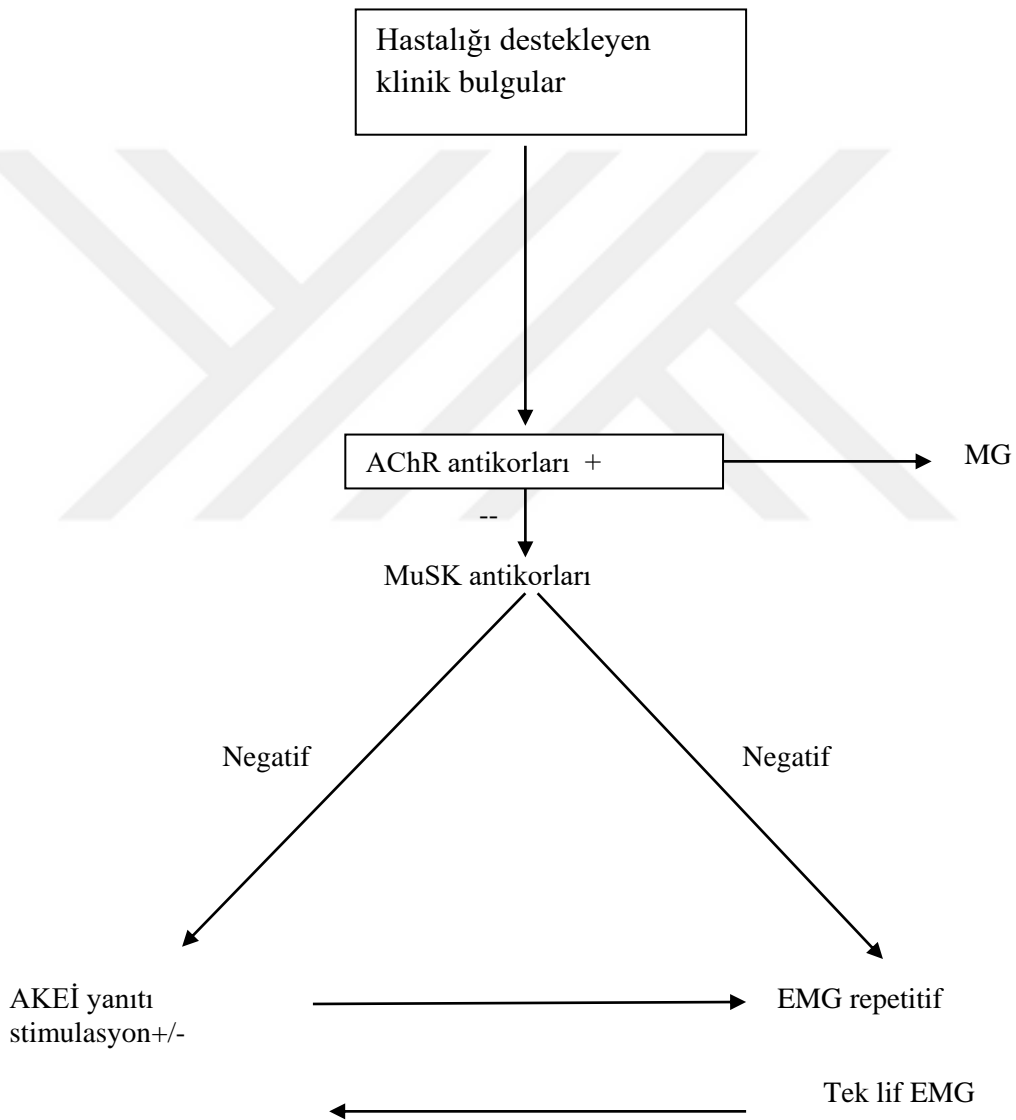 Hastalığı destekleyen
klinik bulgular
AChR antikorları +
MG
--
MuSK antikorları
Negatif
Negatif
AKEİ yanıtı
stimulasyon+/-
EMG repetitif
Tek lif EMG